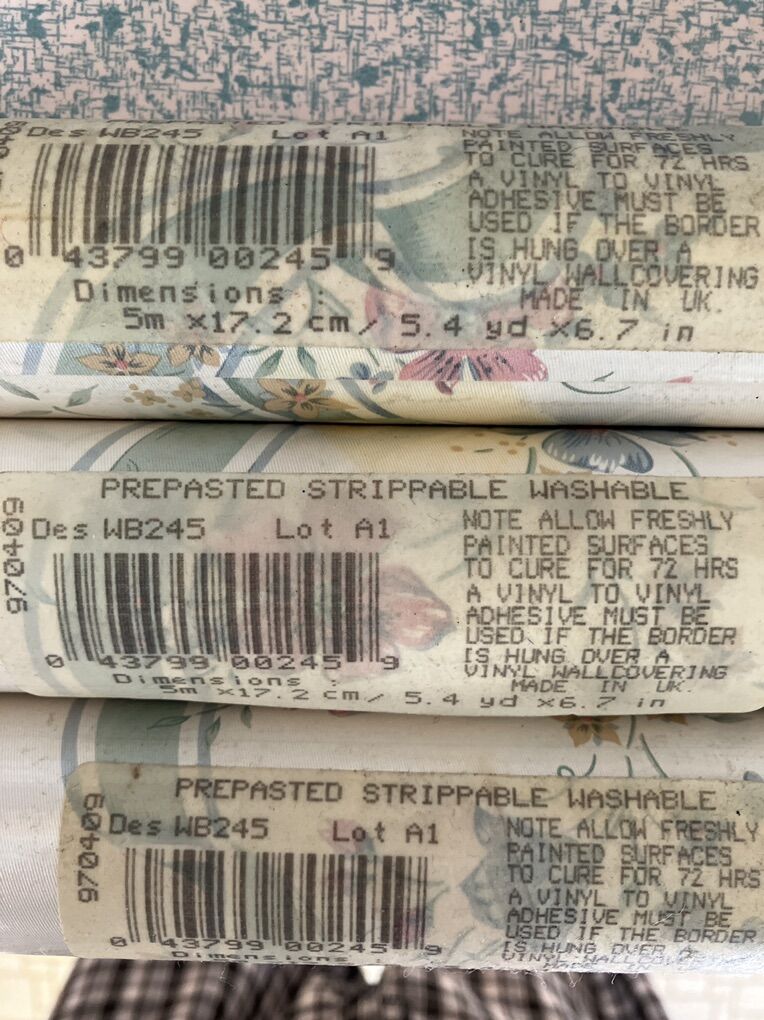 Des WB245 Lot A1
0 43799 00245 9
Dimensions :
5m x17.2 cm/ 5.4 yd x6.7 in
NOTE ALLOW FRESHLY
PAINTED SURFACES
TO CURE FOR 72 HRS
A VINYL TO VINYL
ADHESIVE MUST BE
USED IF THE BORDER
IS HUNG OVER A
VINYL WALLCOVERING
MADE IN UK.
PREPASTED STRIPPABLE WASHABLE
970409
Des WB245 Lot A1
0 43799 00245 9
Dimensions :
5m x17.2 cm/ 5.4 yd x6.7 in
NOTE ALLOW FRESHLY
PAINTED SURFACES
TO CURE FOR 72 HRS
A VINYL TO VINYL
ADHESIVE MUST BE
USED IF THE BORDER
IS HUNG OVER A
VINYL WALLCOVERING
MADE IN UK.
PREPASTED STRIPPABLE WASHABLE
970409
Des WB245 Lot A1
0 43799 00245 9
Dimensions :
NOTE ALLOW FRESHLY
PAINTED SURFACES
TO CURE FOR 72 HRS
A VINYL TO VINYL
ADHESIVE MUST BE
USED IF THE BORDER
IS HUNG OVER A